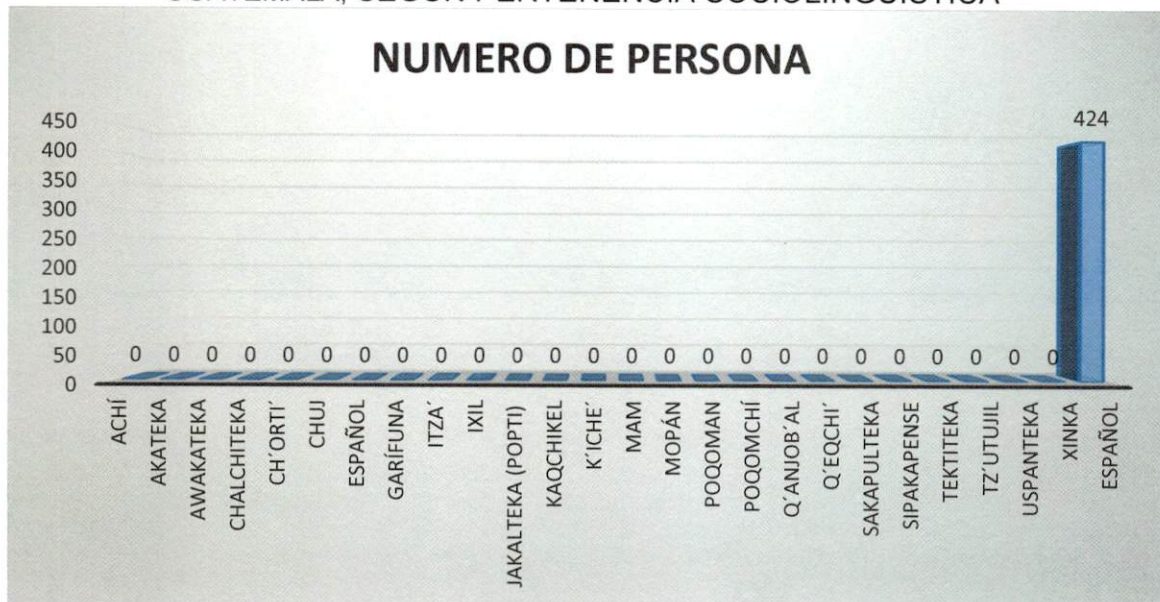 NUMERO DE PERSONA
450
400
350
300
250
200
150
100
50
0
424
0 0 0 0 0 0 0 0 0 0 0 0 0 0 0 0 0 0 0 0 0 0 0 0 0
ACHÍ
AKATEKA
AWAKATEKA
CHALCHITEKA
CH´ORTI´
CHUJ
ESPAÑOL
GARÍFUNA
ITZA´
IXIL
JAKALTEKA (POPTI)
KAQCHIKEL
K´ICHE´
MAM
MOPÁN
POQOMAN
POQOMCHÍ
Q´ANJOB´AL
Q´EQCHI´
SAKAPULTEKA
SIPAKAPENSE
TEKTITEKA
TZ´UTUJIL
USPANTEKA
XINKA
ESPAÑOL